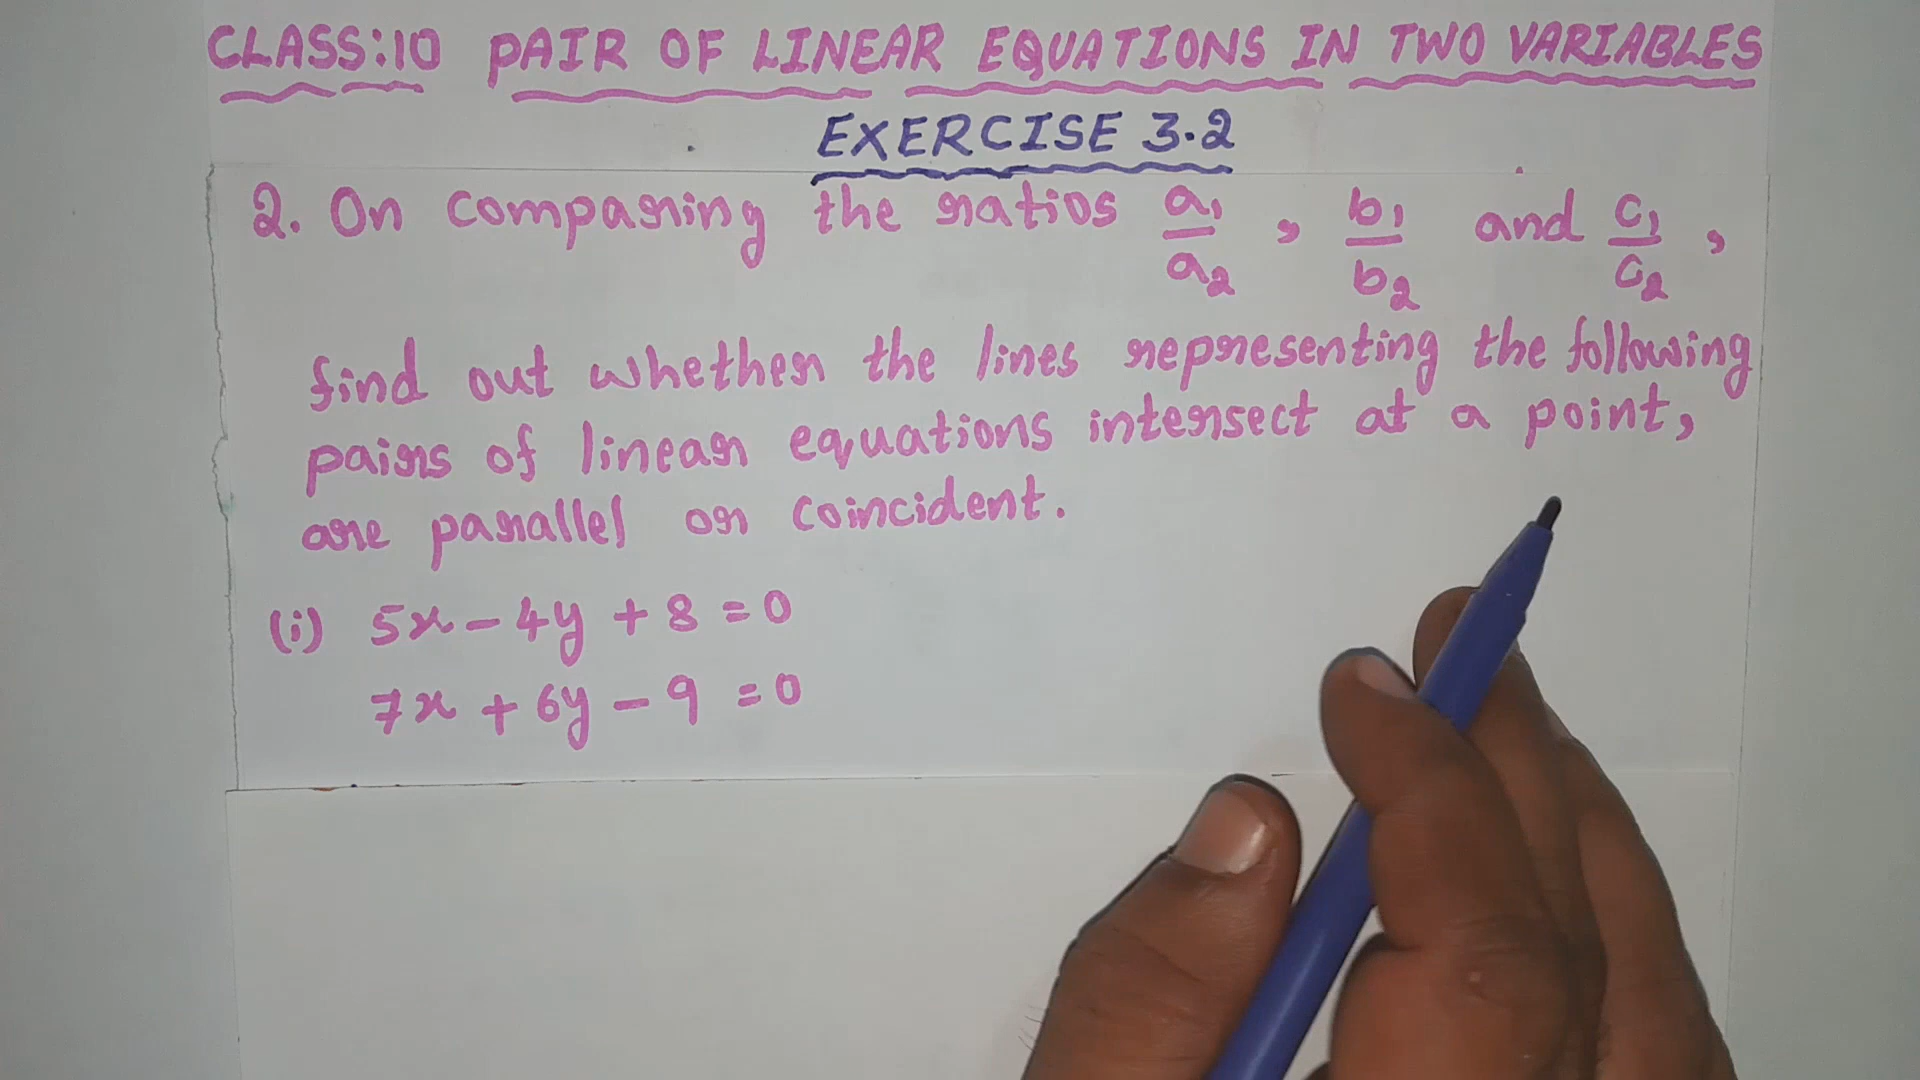 CLASS:10 PAIR OF LINEAR EQUATIONS IN TWO VARIABLES
EXERCISE 3.2
2. On comparing the ratios a₁/a₂ , b₁/b₂ and c₁/c₂ ,
find out whether the lines representing the following
pairs of linear equations intersect at a point,
are parallel or coincident.
(i) 5x - 4y + 8 = 0
7x + 6y - 9 = 0